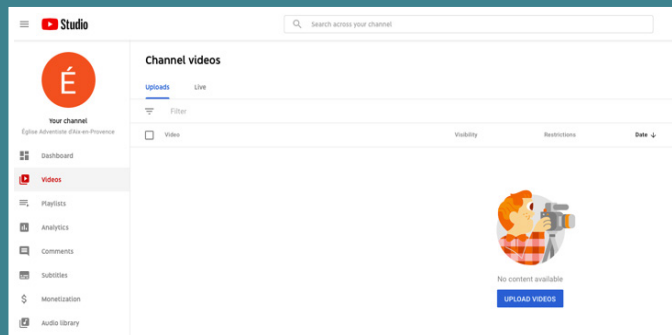 Studio
Search across your channel
É
Your channel
Église Adventiste d'Aix-en-Provence
Dashboard
Videos
Playlists
Analytics
Comments
Subtitles
Monetization
Audio library
Channel videos
Uploads Live
Filter
Video Visibility Restrictions Date
No content available
UPLOAD VIDEOS